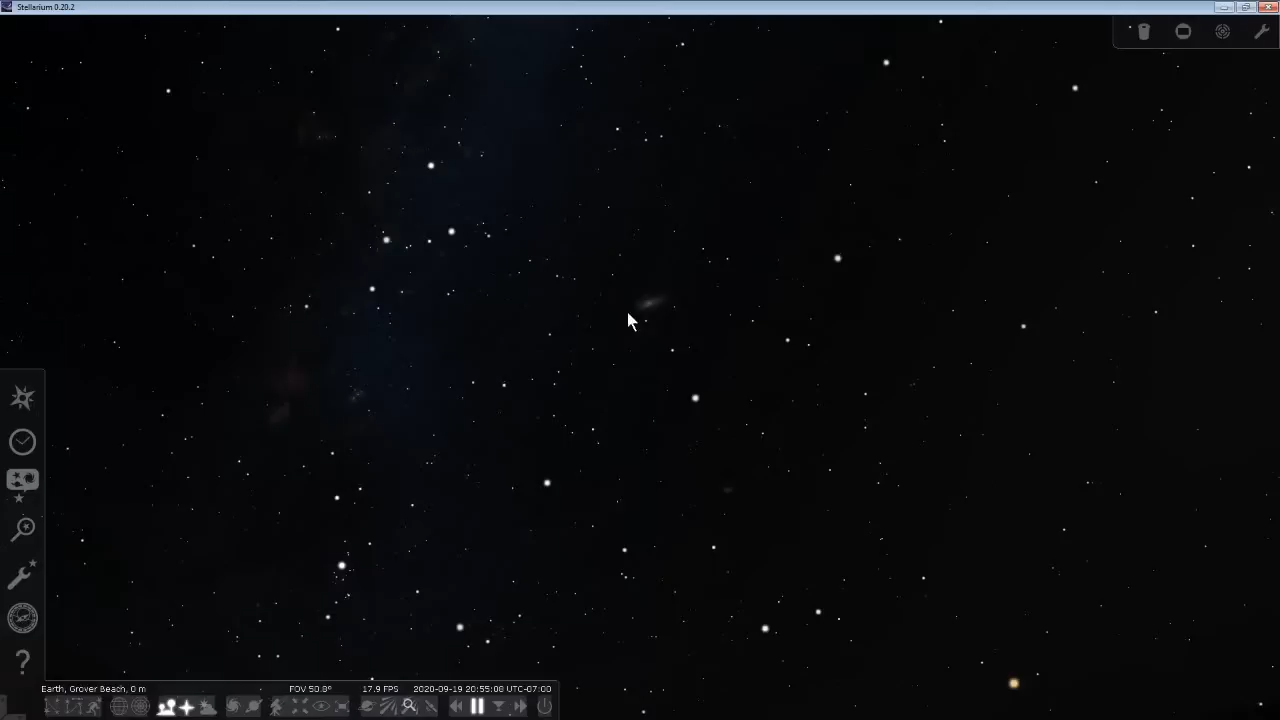 Stellarium 0.20.2
?
Earth, Grover Beach, 0 m FOV 50.8° 17.9 FPS 2020-09-19 20:55:08 UTC-07:00